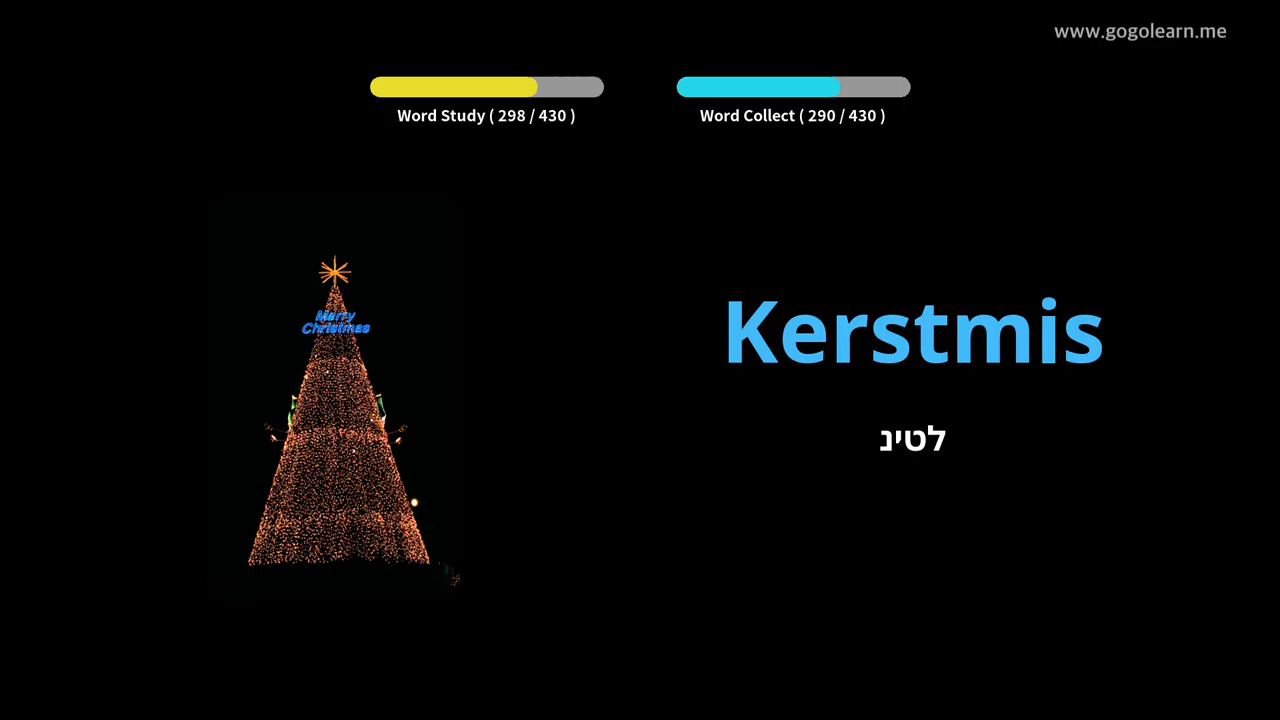 www.gogolearn.me
Word Study ( 298 / 430 )
Word Collect ( 290 / 430 )
Merry
Christmas
Kerstmis
לטינ